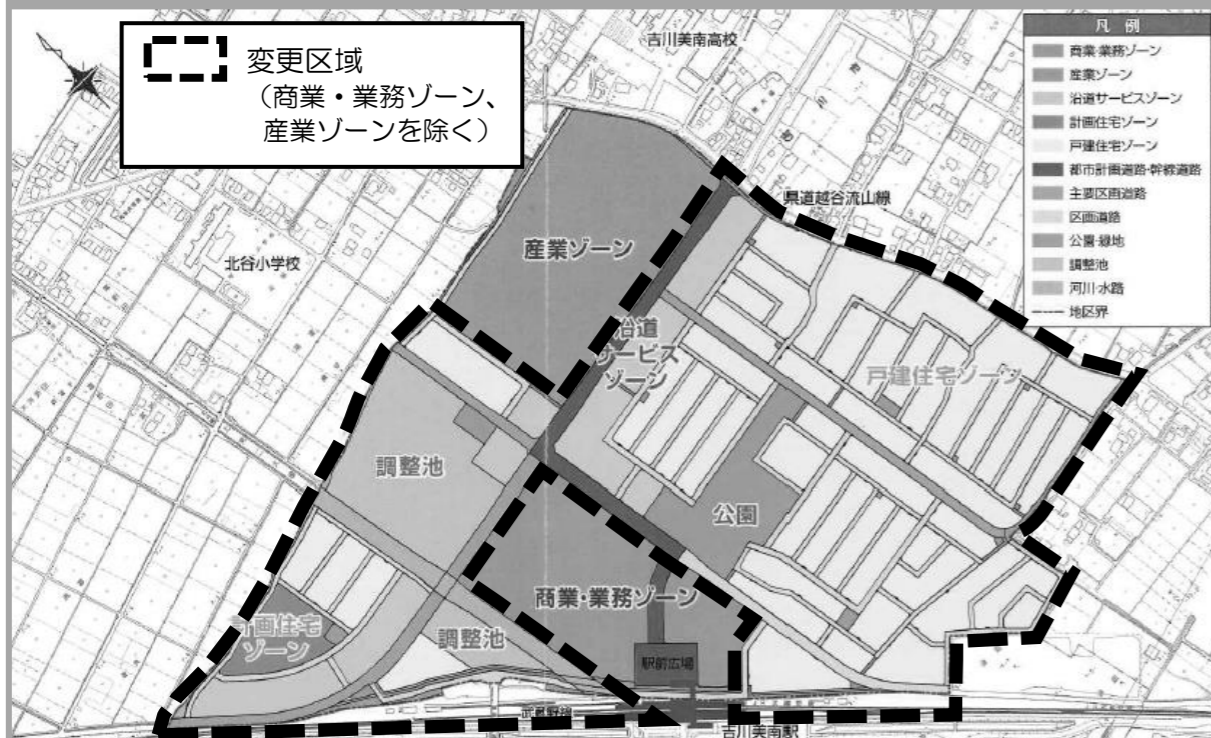 変更区域
（商業・業務ゾーン、
産業ゾーンを除く）
吉川美南高校
凡 例
商業・業務ゾーン
産業ゾーン
沿道サービスゾーン
計画住宅ゾーン
戸建住宅ゾーン
都市計画道路・幹線道路
主要区画道路
区画道路
公園・緑地
調整池
河川・水路
地区界
県道越谷流山線
産業ゾーン
北谷小学校
沿道
サービス
ゾーン
戸建住宅ゾーン
調整池
公園
商業・業務ゾーン
計画住宅
ゾーン
調整池
駅前広場
武蔵野線
吉川美南駅